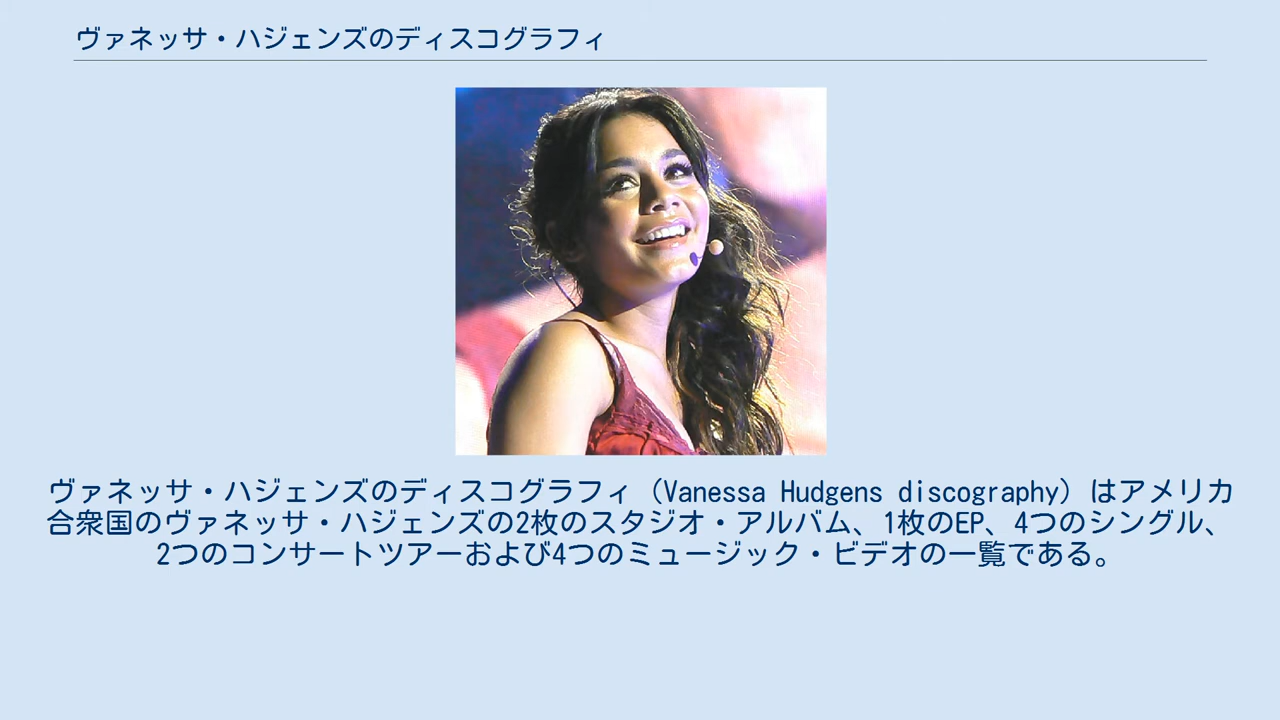 ヴァネッサ・ハジェンズのディスコグラフィ
ヴァネッサ・ハジェンズのディスコグラフィ（Vanessa Hudgens discography）はアメリカ
合衆国のヴァネッサ・ハジェンズの2枚のスタジオ・アルバム、1枚のEP、4つのシングル、
2つのコンサートツアーおよび4つのミュージック・ビデオの一覧である。